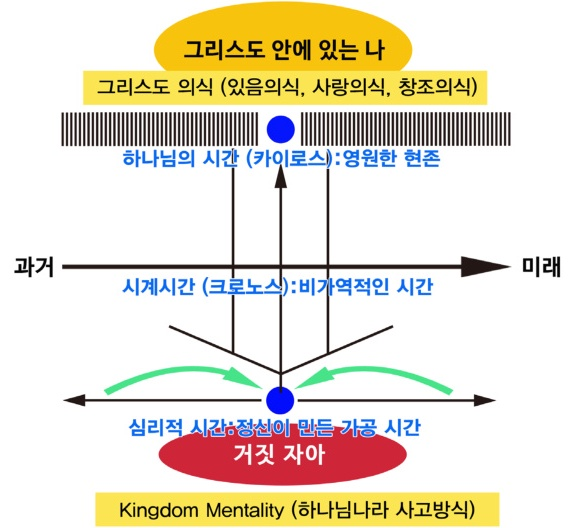 그리스도 안에 있는 나
그리스도 의식 (있음의식, 사랑의식, 창조의식)
하나님의 시간 (카이로스):영원한 현존
과거
미래
시계시간 (크로노스):비가역적인 시간
심리적 시간:정신이 민든 가공 시간
거짓 자아
Kingdom Mentality (하나님나라 사고방식)